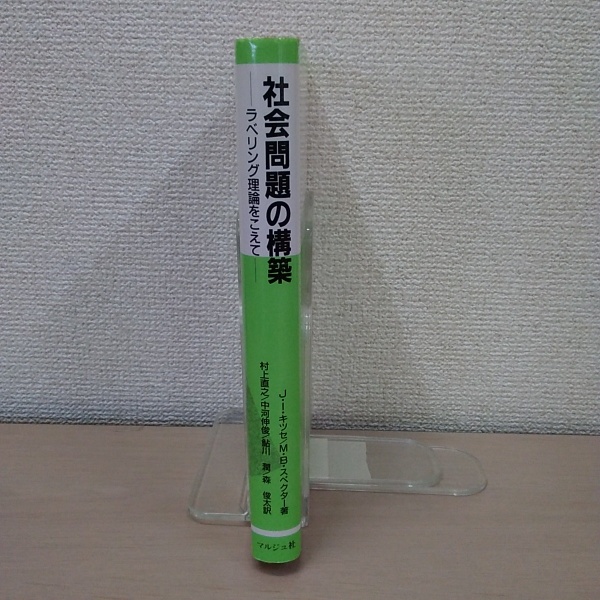 社会問題の構築
―ラベリング理論をこえて―
J・I・キツセ/M・B・スペクター著
村上直之/中河伸俊/鮎川 潤/森 俊太訳
マルジュ社